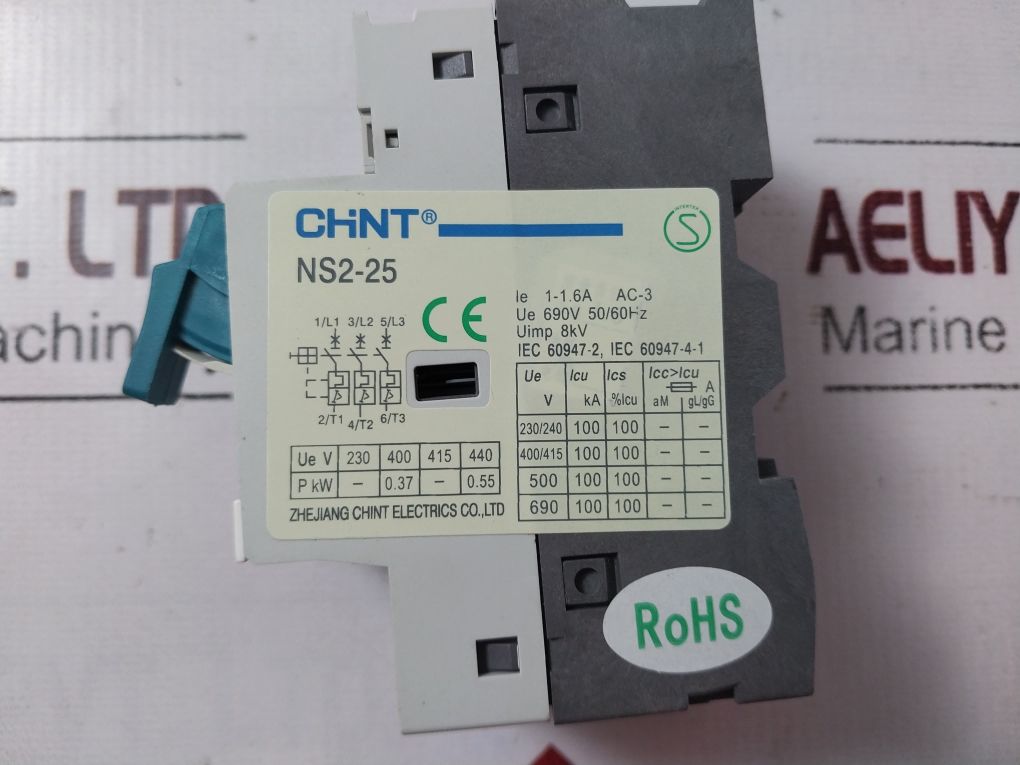 T. LTD
achin
AELIY
Marine
CHiNT®
INTERTEK
S
NS2-25
CE
Ie 1-1.6A AC-3
Ue 690V 50/60Hz
Uimp 8kV
IEC 60947-2, IEC 60947-4-1
1/L1 3/L2 5/L3
2/T1 4/T2 6/T3
Ue Icu Ics Icc>Icu
V kA %Icu A
aM gL/gG
230/240 100 100 – –
400/415 100 100 – –
500 100 100 – –
690 100 100 – –
Ue V 230 400 415 440
P kW – 0.37 – 0.55
ZHEJIANG CHINT ELECTRICS CO.,LTD
RoHS